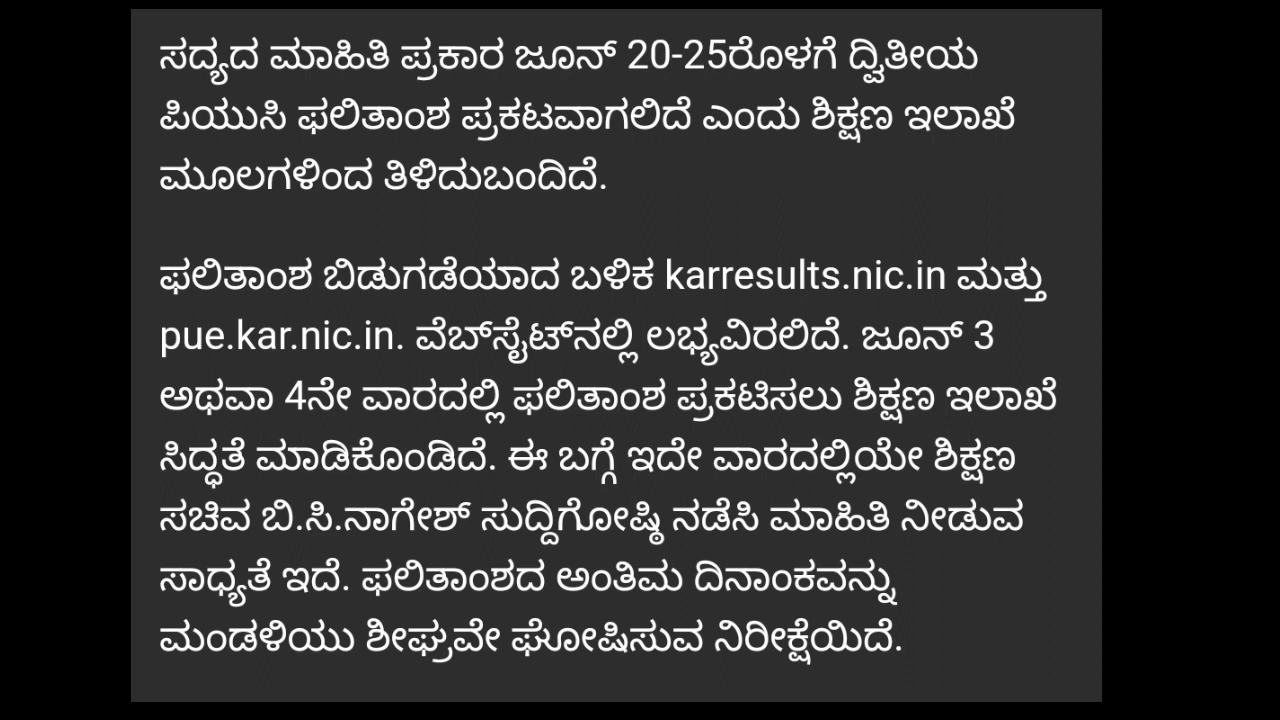 ಸದ್ಯದ ಮಾಹಿತಿ ಪ್ರಕಾರ ಜೂನ್ 20-25ರೊಳಗೆ ದ್ವಿತೀಯ
ಪಿಯುಸಿ ಫಲಿತಾಂಶ ಪ್ರಕಟವಾಗಲಿದೆ ಎಂದು ಶಿಕ್ಷಣ ಇಲಾಖೆ
ಮೂಲಗಳಿಂದ ತಿಳಿದುಬಂದಿದೆ.
ಫಲಿತಾಂಶ ಬಿಡುಗಡೆಯಾದ ಬಳಿಕ karresults.nic.in ಮತ್ತು
pue.kar.nic.in. ವೆಬ್‌ಸೈಟ್‌ನಲ್ಲಿ ಲಭ್ಯವಿರಲಿದೆ. ಜೂನ್ 3
ಅಥವಾ 4ನೇ ವಾರದಲ್ಲಿ ಫಲಿತಾಂಶ ಪ್ರಕಟಿಸಲು ಶಿಕ್ಷಣ ಇಲಾಖೆ
ಸಿದ್ಧತೆ ಮಾಡಿಕೊಂಡಿದೆ. ಈ ಬಗ್ಗೆ ಇದೇ ವಾರದಲ್ಲಿಯೇ ಶಿಕ್ಷಣ
ಸಚಿವ ಬಿ.ಸಿ.ನಾಗೇಶ್ ಸುದ್ದಿಗೋಷ್ಠಿ ನಡೆಸಿ ಮಾಹಿತಿ ನೀಡುವ
ಸಾಧ್ಯತೆ ಇದೆ. ಫಲಿತಾಂಶದ ಅಂತಿಮ ದಿನಾಂಕವನ್ನು
ಮಂಡಳಿಯು ಶೀಘ್ರವೇ ಘೋಷಿಸುವ ನಿರೀಕ್ಷೆಯಿದೆ.